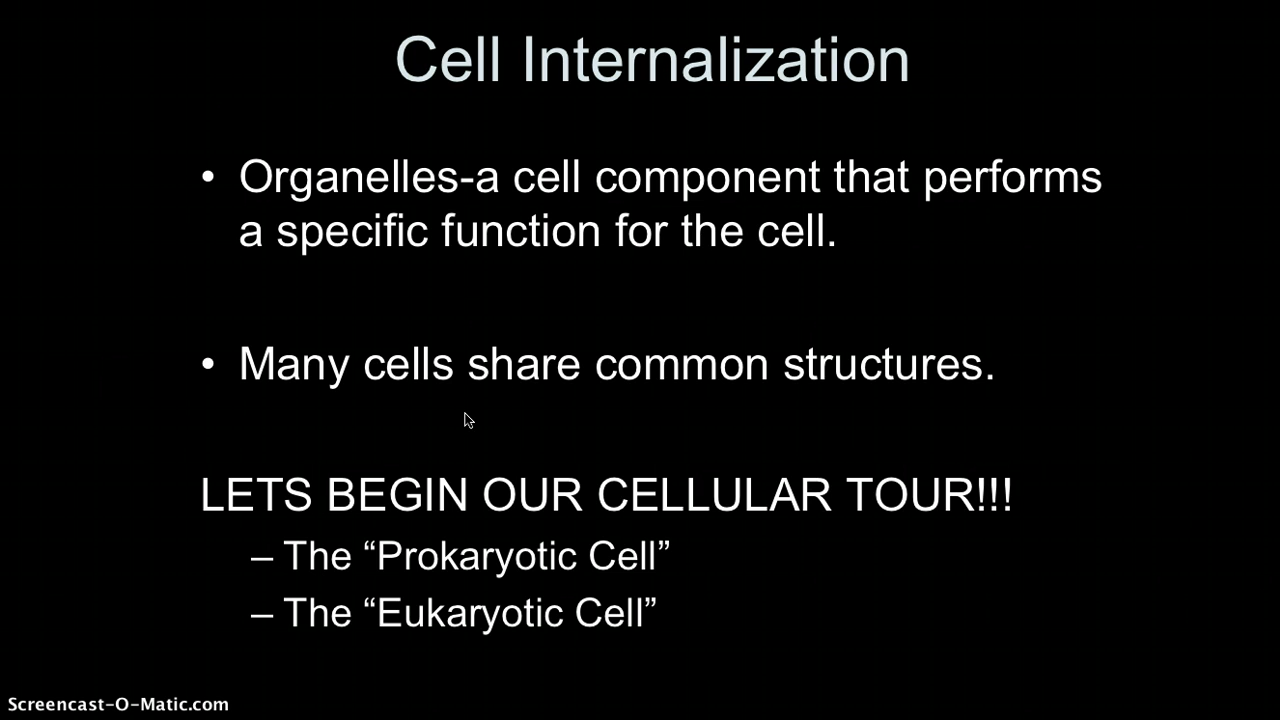 Cell Internalization
• Organelles-a cell component that performs
a specific function for the cell.
• Many cells share common structures.
LETS BEGIN OUR CELLULAR TOUR!!!
– The “Prokaryotic Cell”
– The “Eukaryotic Cell”
Screencast-O-Matic.com